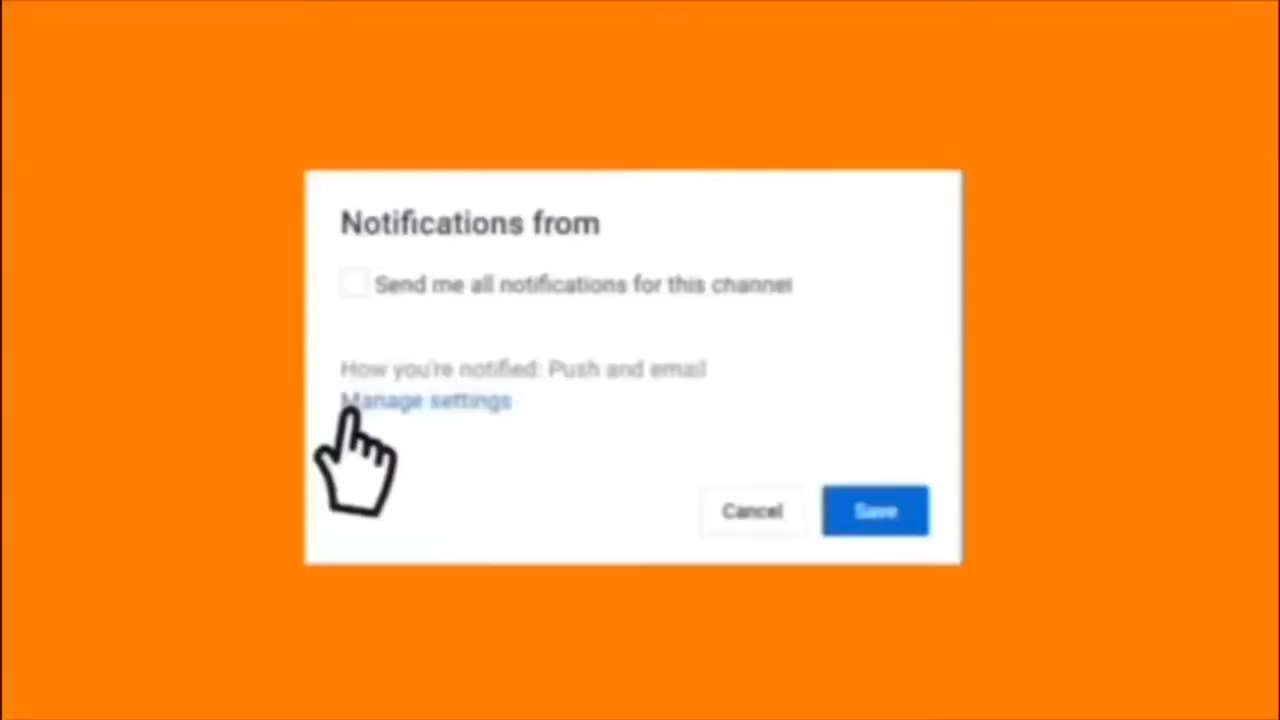 Notifications from
Send me all notifications for this channel
How you're notified: Push and email
Manage settings
Cancel
Save